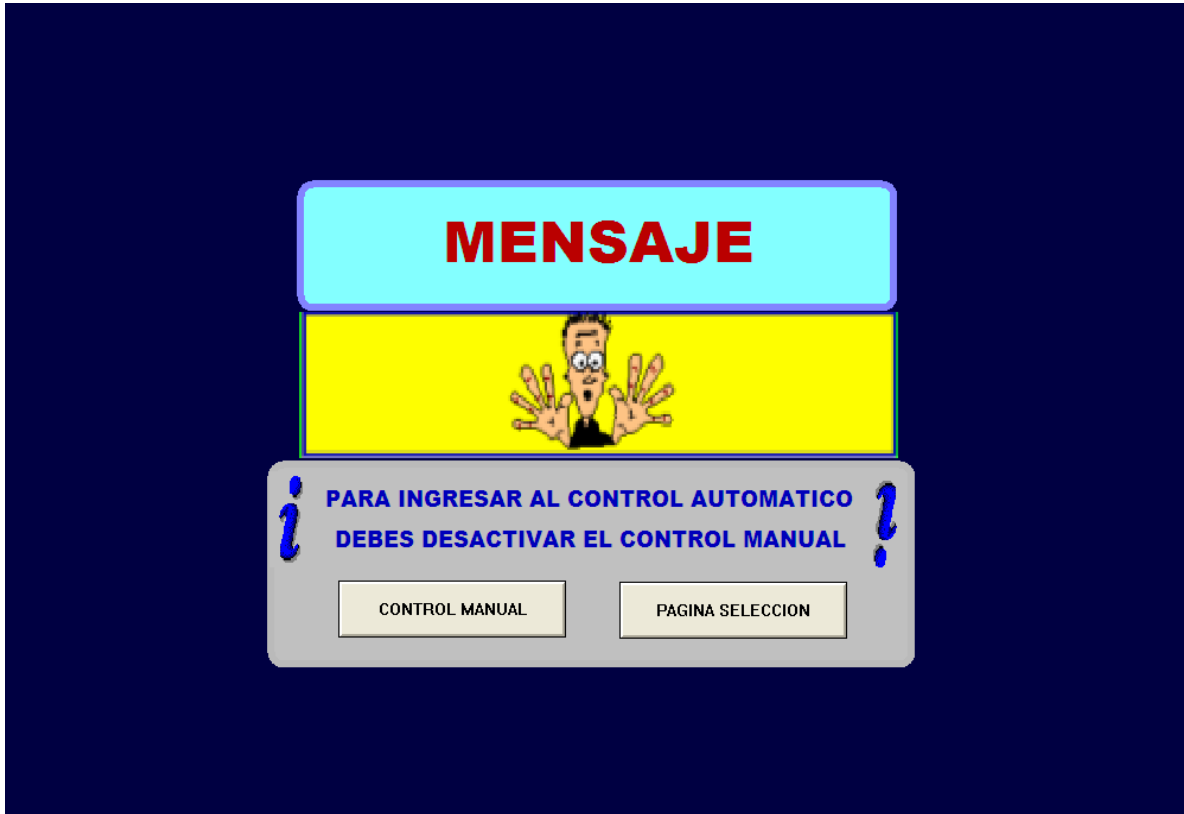 MENSAJE
PARA INGRESAR AL CONTROL AUTOMATICO
DEBES DESACTIVAR EL CONTROL MANUAL
CONTROL MANUAL
PAGINA SELECCION